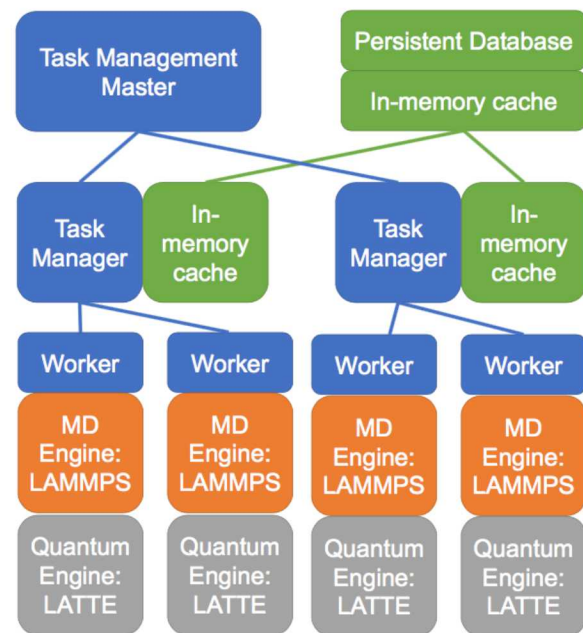 Task Management
Master
Persistent Database
In-memory cache
Task
Manager
In-
memory
cache
Task
Manager
In-
memory
cache
Worker
Worker
Worker
Worker
MD
Engine:
LAMMPS
MD
Engine:
LAMMPS
MD
Engine:
LAMMPS
MD
Engine:
LAMMPS
Quantum
Engine:
LATTE
Quantum
Engine:
LATTE
Quantum
Engine:
LATTE
Quantum
Engine:
LATTE